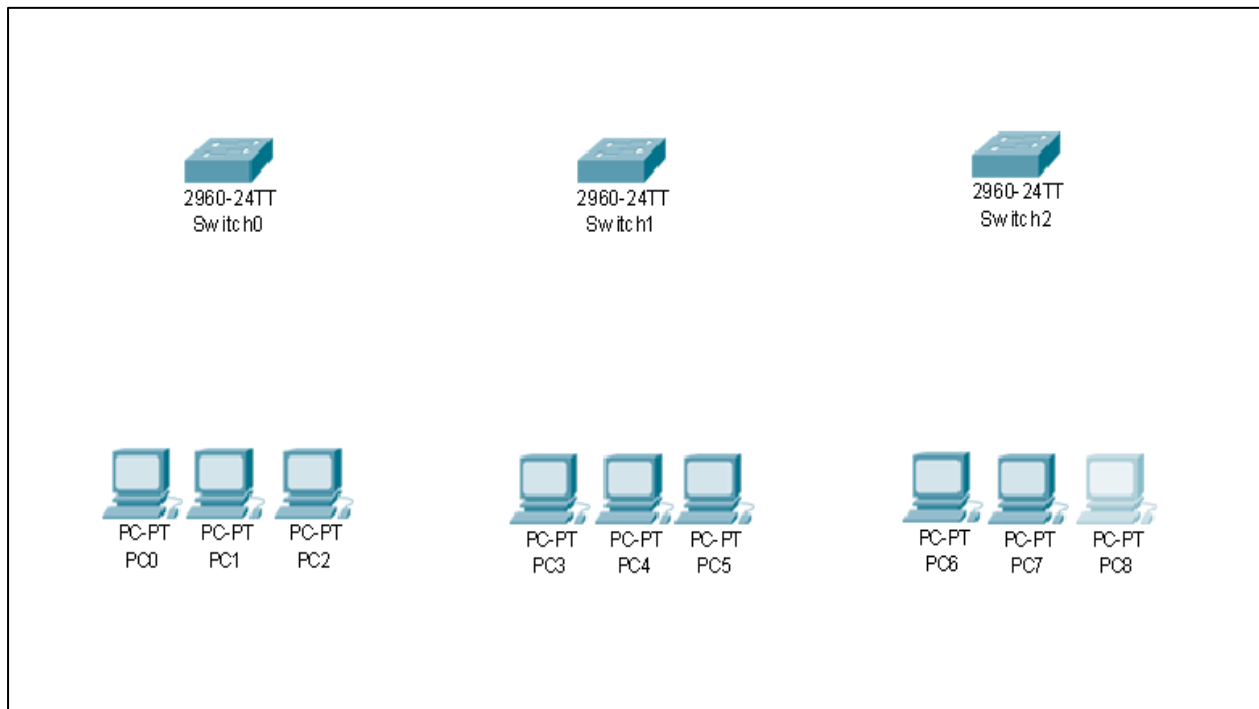 2960-24TT
Switch0
2960-24TT
Switch1
2960-24TT
Switch2
PC-PT
PC0
PC-PT
PC1
PC-PT
PC2
PC-PT
PC3
PC-PT
PC4
PC-PT
PC5
PC-PT
PC6
PC-PT
PC7
PC-PT
PC8